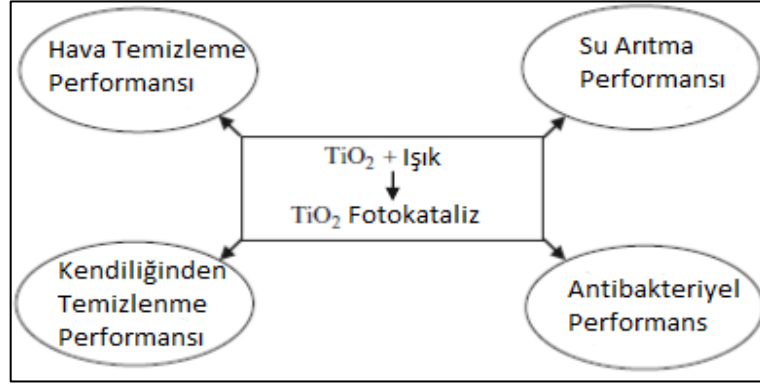 Hava Temizleme
Performansı
Su Arıtma
Performansı
TiO₂ + Işık
TiO₂ Fotokataliz
Kendiliğinden
Temizlenme
Performansı
Antibakteriyel
Performans